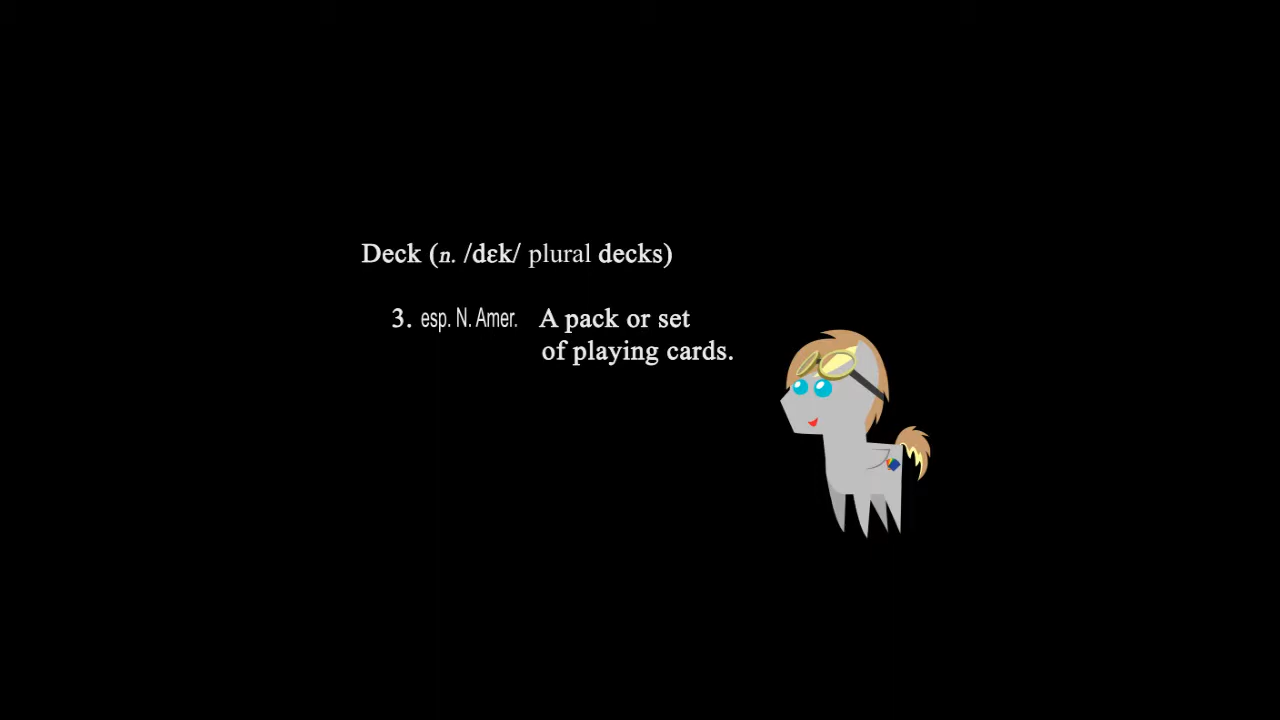 Deck (n. /dɛk/ plural decks)
3. esp. N. Amer. A pack or set
of playing cards.